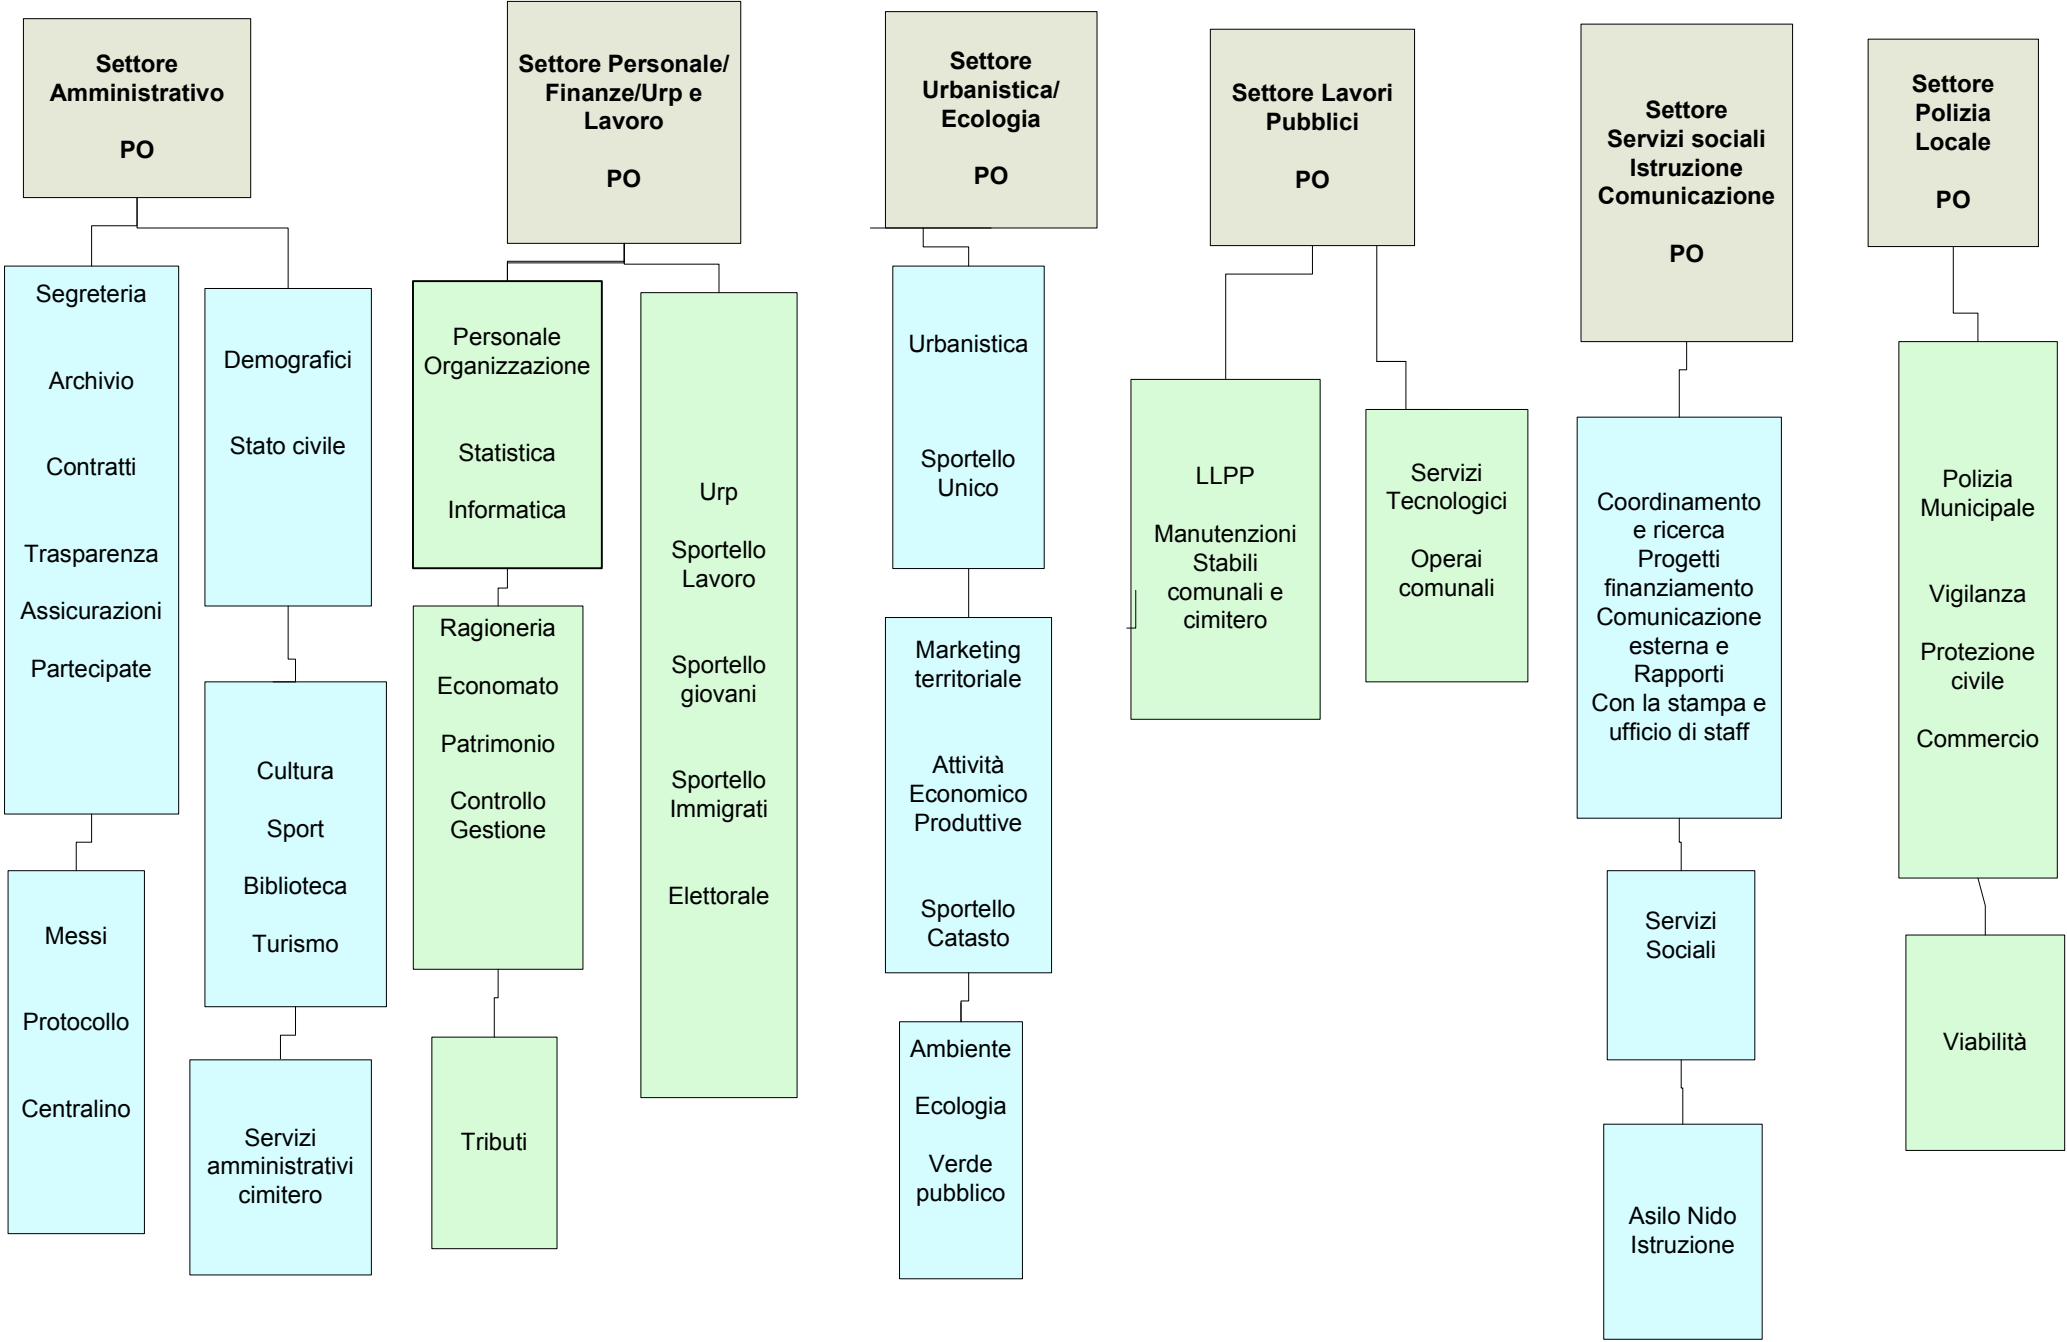 Settore
Amministrativo
PO
Segreteria
Archivio
Contratti
Trasparenza
Assicurazioni
Partecipate
Messi
Protocollo
Centralino
Demografici
Stato civile
Cultura
Sport
Biblioteca
Turismo
Servizi
amministrativi
cimitero
Settore Personale/
Finanze/Urp e
Lavoro
PO
Personale
Organizzazione
Statistica
Informatica
Ragioneria
Economato
Patrimonio
Controllo
Gestione
Tributi
Urp
Sportello
Lavoro
Sportello
giovani
Sportello
Immigrati
Elettorale
Settore
Urbanistica/
Ecologia
PO
Urbanistica
Sportello
Unico
Marketing
territoriale
Attività
Economico
Produttive
Sportello
Catasto
Ambiente
Ecologia
Verde
pubblico
Settore Lavori
Pubblici
PO
LLPP
Manutenzioni
Stabili
comunali e
cimitero
Servizi
Tecnologici
Operai
comunali
Settore
Servizi sociali
Istruzione
Comunicazione
PO
Coordinamento
e ricerca
Progetti
finanziamento
Comunicazione
esterna e
Rapporti
Con la stampa e
ufficio di staff
Servizi
Sociali
Asilo Nido
Istruzione
Settore
Polizia
Locale
PO
Polizia
Municipale
Vigilanza
Protezione
civile
Commercio
Viabilità